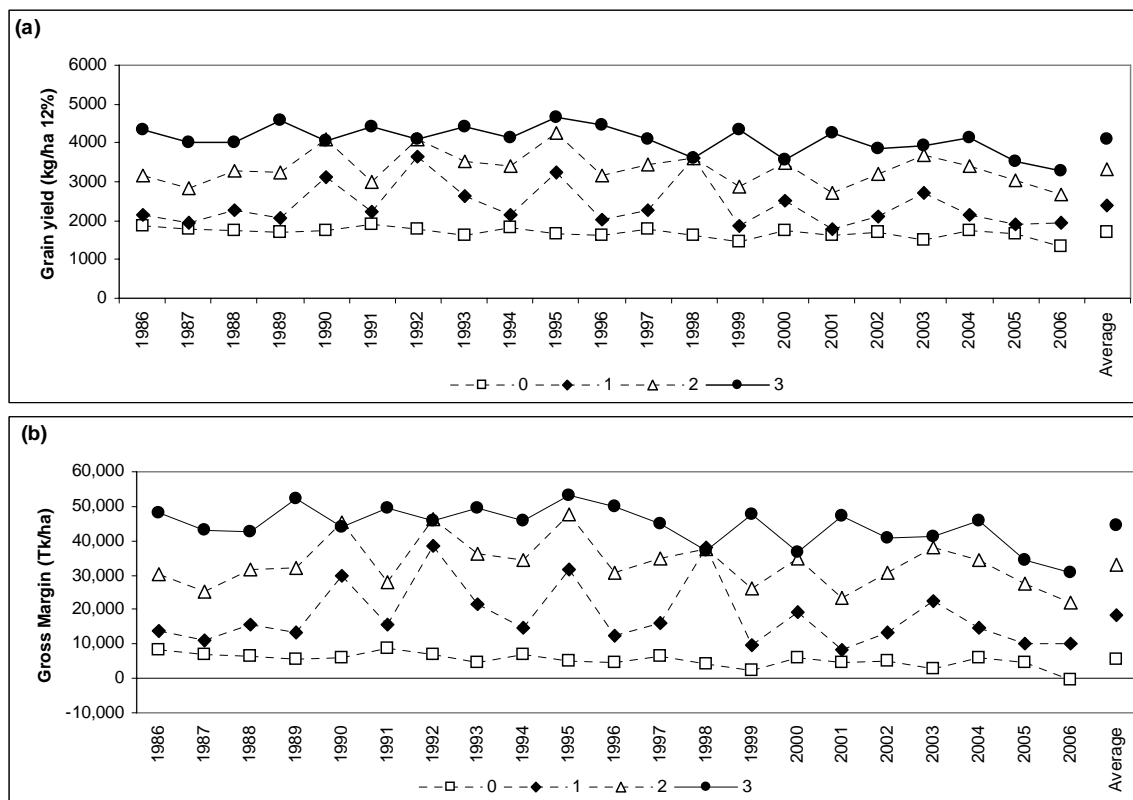 (a)
6000
5000
4000
3000
2000
1000
0
Grain yield (kg/ha 12%)
1986 1987 1988 1989 1990 1991 1992 1993 1994 1995 1996 1997 1998 1999 2000 2001 2002 2003 2004 2005 2006 Average
0 1 2 3
(b)
60,000
50,000
40,000
30,000
20,000
10,000
0
-10,000
Gross Margin (Tk/ha)
1986 1987 1988 1989 1990 1991 1992 1993 1994 1995 1996 1997 1998 1999 2000 2001 2002 2003 2004 2005 2006 Average
0 1 2 3